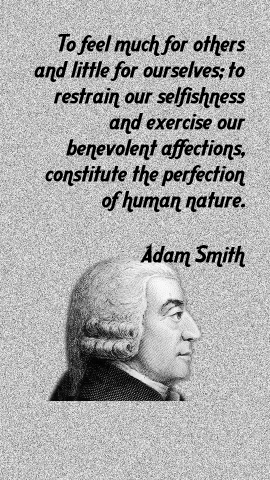 To feel much for others
and little for ourselves; to
restrain our selfishness
and exercise our
benevolent affections,
constitute the perfection
of human nature.
Adam Smith